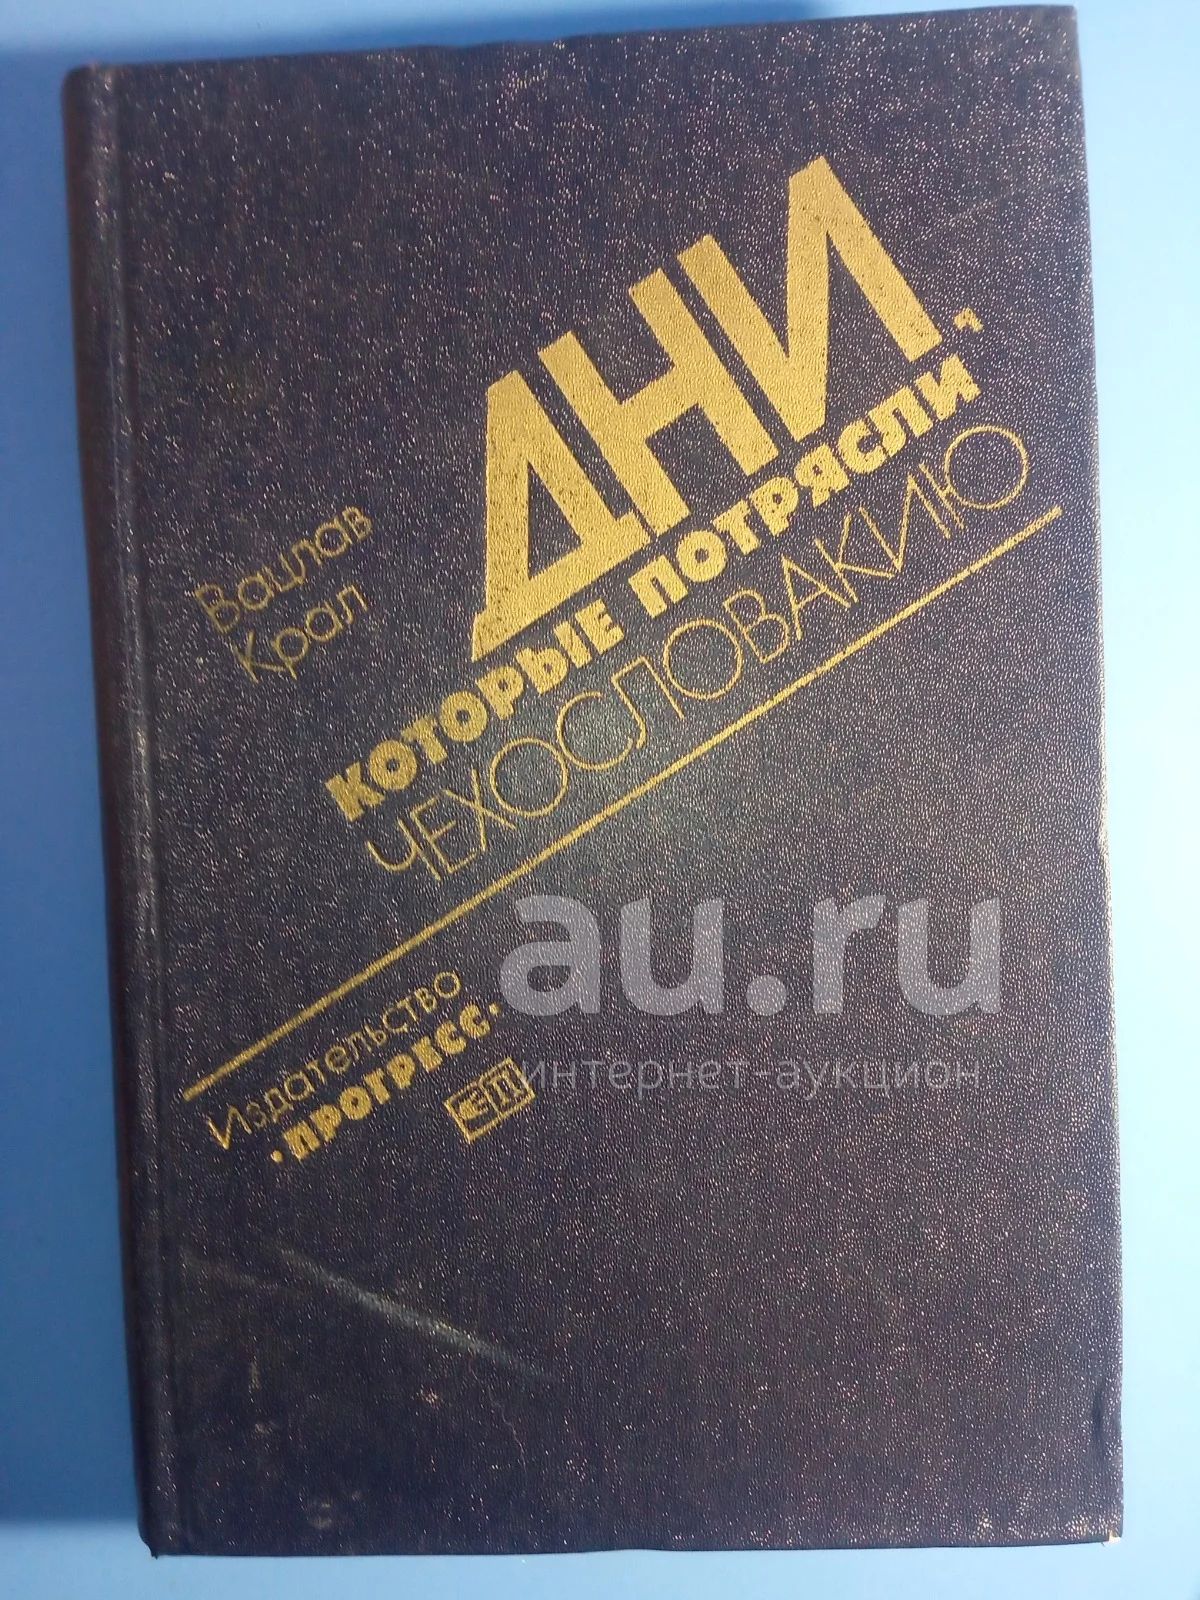 Вацлав
Крал
ДНИ,
КОТОРЫЕ ПОТРЯСЛИ
ЧЕХОСЛОВАКИЮ
Издательство
·ПРОГРЕСС·
au.ru
интернет-аукцион